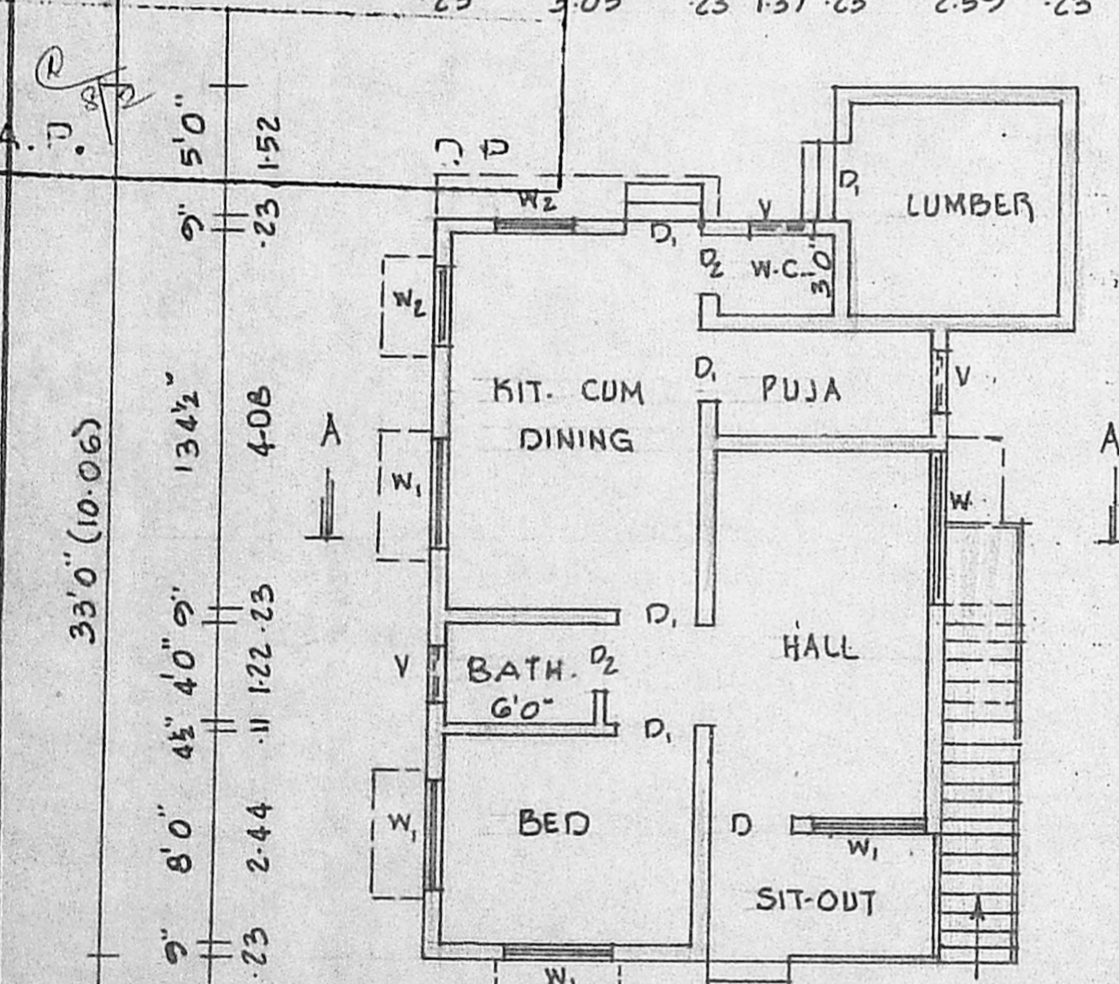 .23 3.05 .23 1.37 .23 2.59 .23
5'0" 1.52
9" .23
13'4½" 4.08
33'0" (10.06)
9" .23
4'0" 1.22
4½" .11
8'0" 2.44
9" .23
W2
D1
V
D1
LUMBER
D2 W.C. 3'0"
W2
D1
PUJA
V
KIT. CUM
DINING
A
A
W1
W
D1
HALL
V
BATH. D2
6'0"
D1
W1
BED
D
W1
SIT-OUT
W1